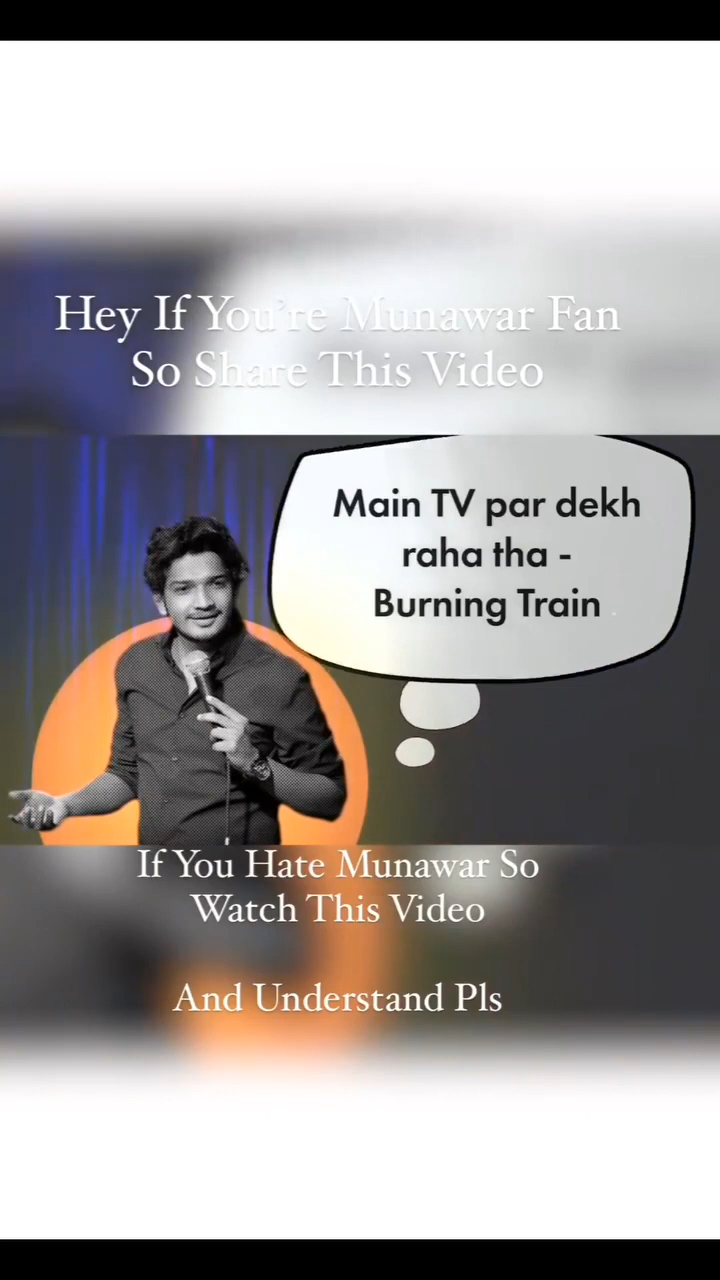 Hey If You're Munawar Fan
So Share This Video
Main TV par dekh
raha tha -
Burning Train
If You Hate Munawar So
Watch This Video
And Understand Pls